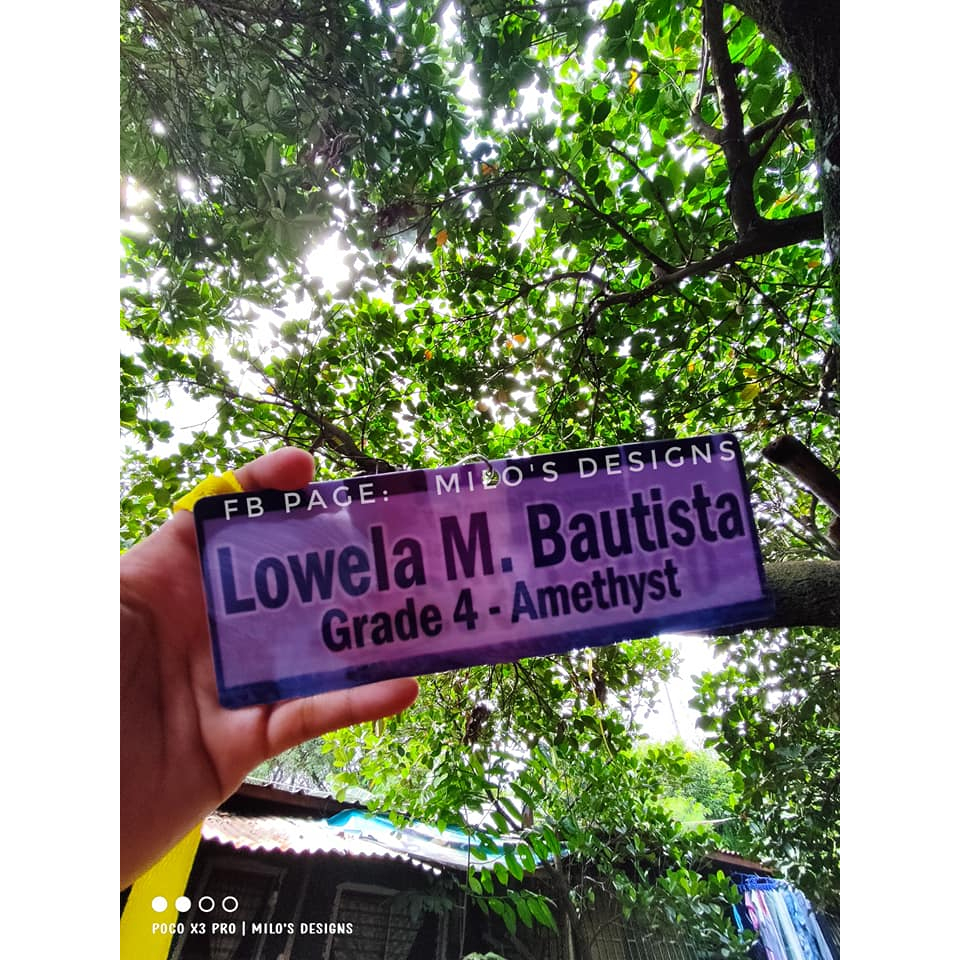 FB PAGE: MILO'S DESIGNS
Lowela M. Bautista
Grade 4 - Amethyst
POCO X3 PRO | MILO'S DESIGNS